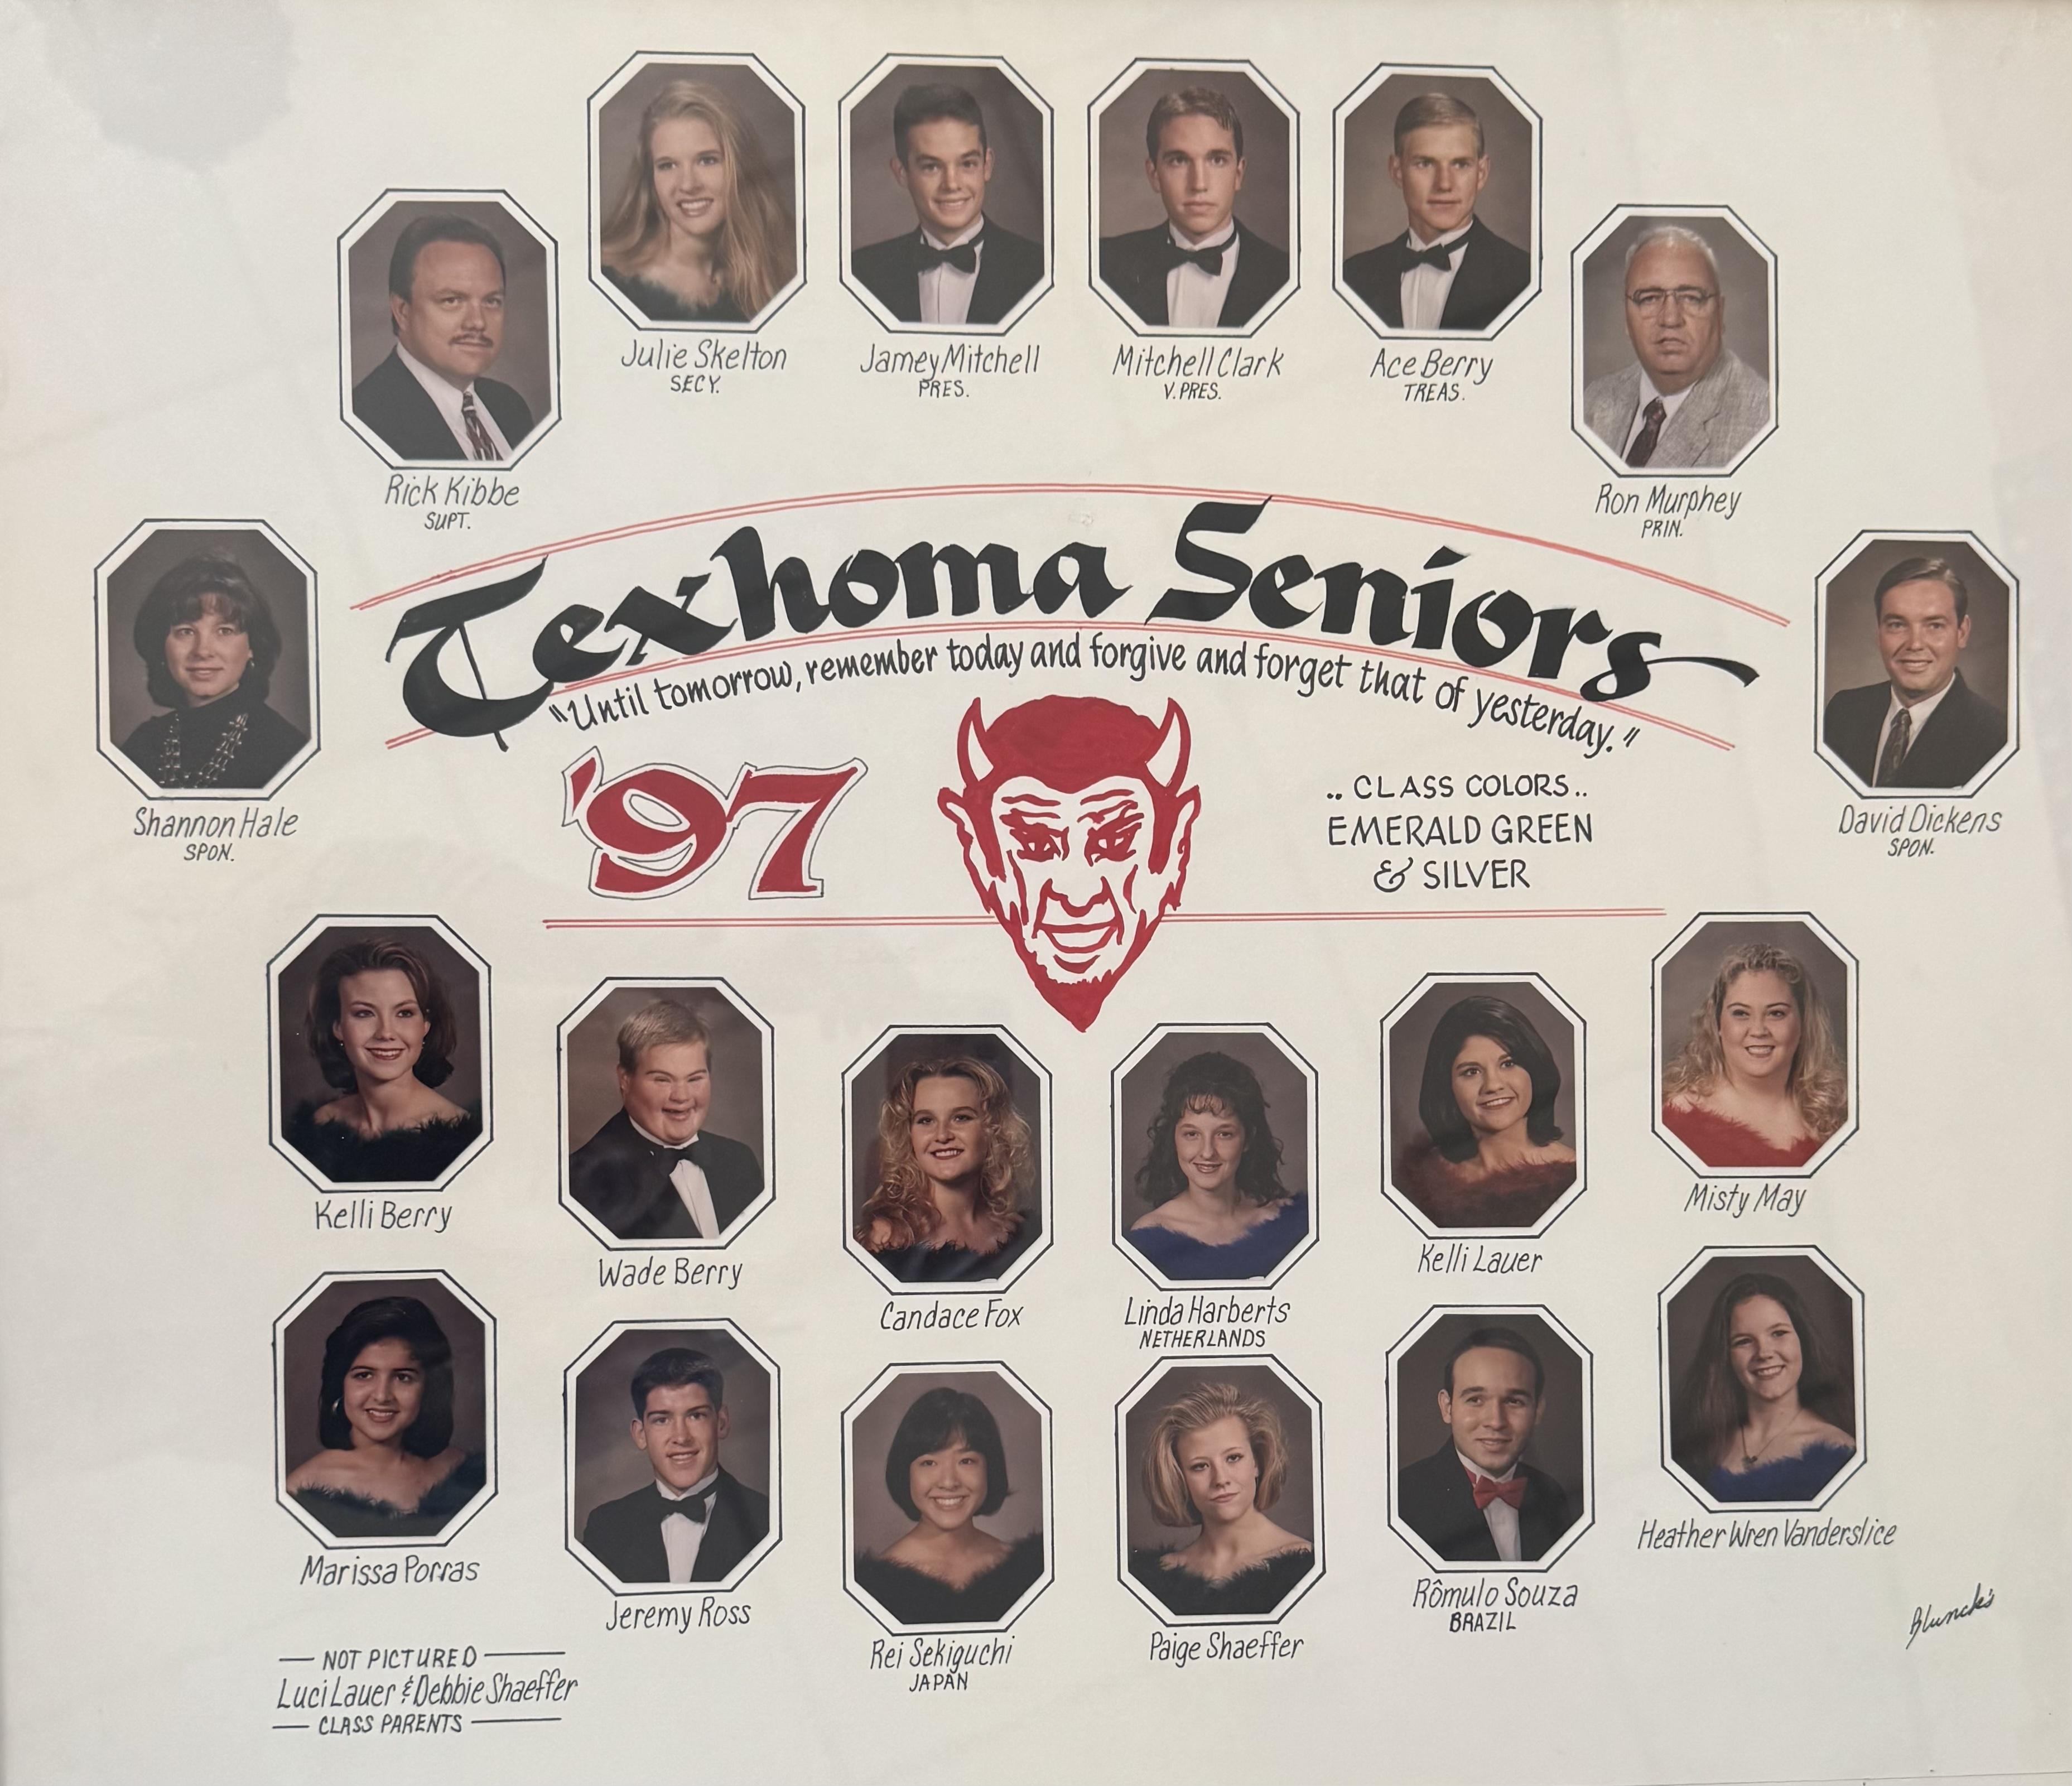 Julie Skelton
SECY.
Jamey Mitchell
PRES.
Mitchell Clark
V. PRES.
Ace Berry
TREAS.
Rick Kibbe
SUPT.
Ron Murphey
PRIN.
Texhoma Seniors
"Until tomorrow, remember today and forgive and forget that of yesterday."
Shannon Hale
SPON.
David Dickens
SPON.
'97
.. CLASS COLORS ..
EMERALD GREEN
& SILVER
Kelli Berry
Wade Berry
Candace Fox
Linda Harberts
NETHERLANDS
Kelli Lauer
Misty May
Marissa Porras
Jeremy Ross
Rei Sekiguchi
JAPAN
Paige Shaeffer
Rômulo Souza
BRAZIL
Heather Wren Vanderslice
NOT PICTURED
Luci Lauer & Debbie Shaeffer
CLASS PARENTS
Blunck's